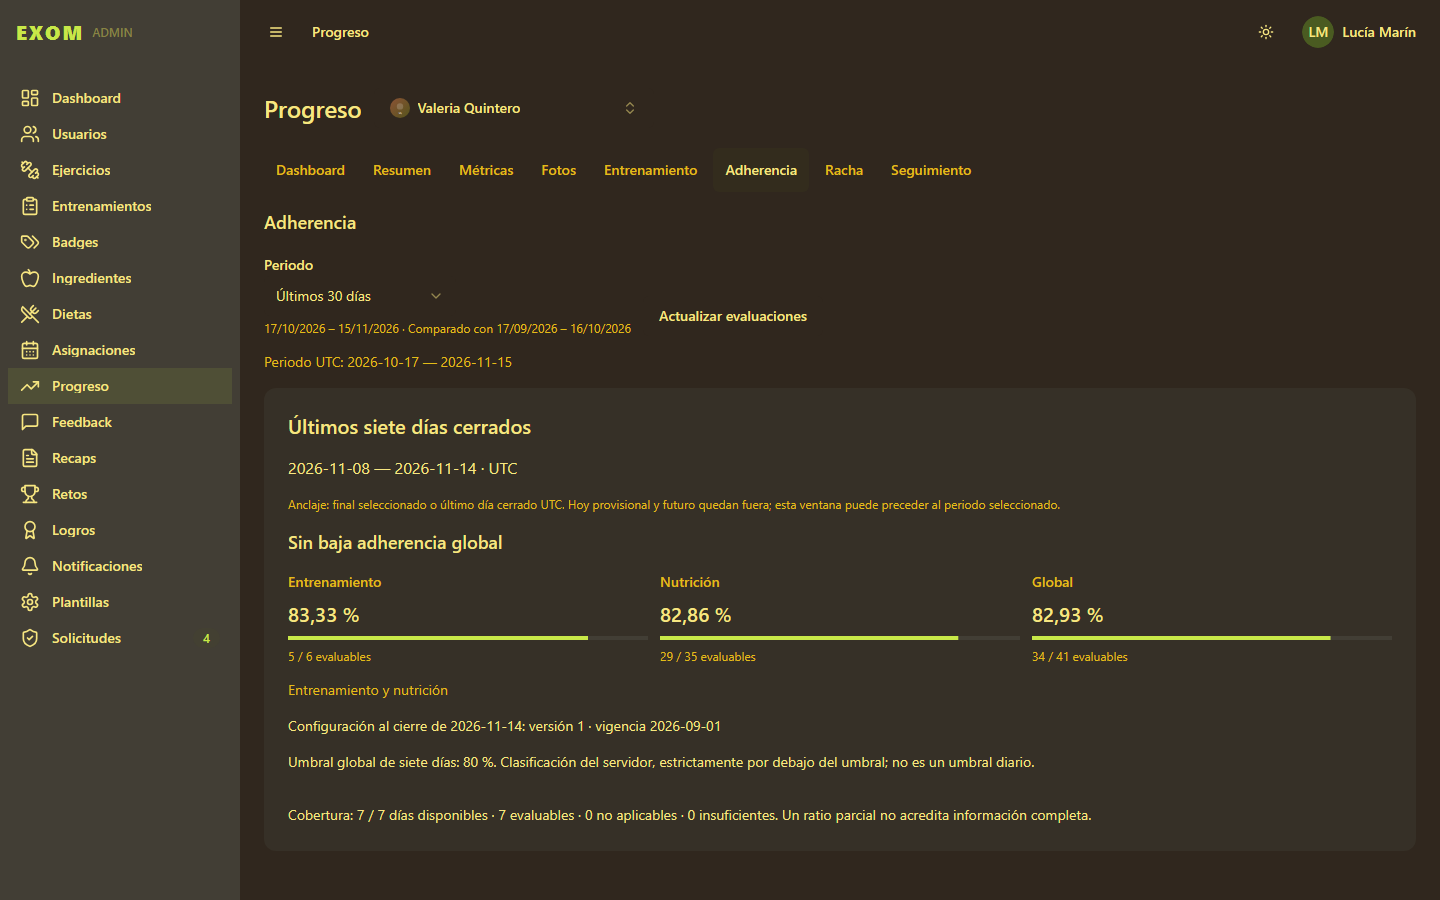 EXOM ADMIN
Dashboard
Usuarios
Ejercicios
Entrenamientos
Badges
Ingredientes
Dietas
Asignaciones
Progreso
Feedback
Recaps
Retos
Logros
Notificaciones
Plantillas
Solicitudes 4
Progreso
LM Lucía Marín
Progreso Valeria Quintero
Dashboard Resumen Métricas Fotos Entrenamiento Adherencia Racha Seguimiento
Adherencia
Periodo
Últimos 30 días
17/10/2026 – 15/11/2026 · Comparado con 17/09/2026 – 16/10/2026
Actualizar evaluaciones
Periodo UTC: 2026-10-17 — 2026-11-15
Últimos siete días cerrados
2026-11-08 — 2026-11-14 · UTC
Anclaje: final seleccionado o último día cerrado UTC. Hoy provisional y futuro quedan fuera; esta ventana puede preceder al periodo seleccionado.
Sin baja adherencia global
Entrenamiento Nutrición Global
83,33 % 82,86 % 82,93 %
5 / 6 evaluables 29 / 35 evaluables 34 / 41 evaluables
Entrenamiento y nutrición
Configuración al cierre de 2026-11-14: versión 1 · vigencia 2026-09-01
Umbral global de siete días: 80 %. Clasificación del servidor, estrictamente por debajo del umbral; no es un umbral diario.
Cobertura: 7 / 7 días disponibles · 7 evaluables · 0 no aplicables · 0 insuficientes. Un ratio parcial no acredita información completa.